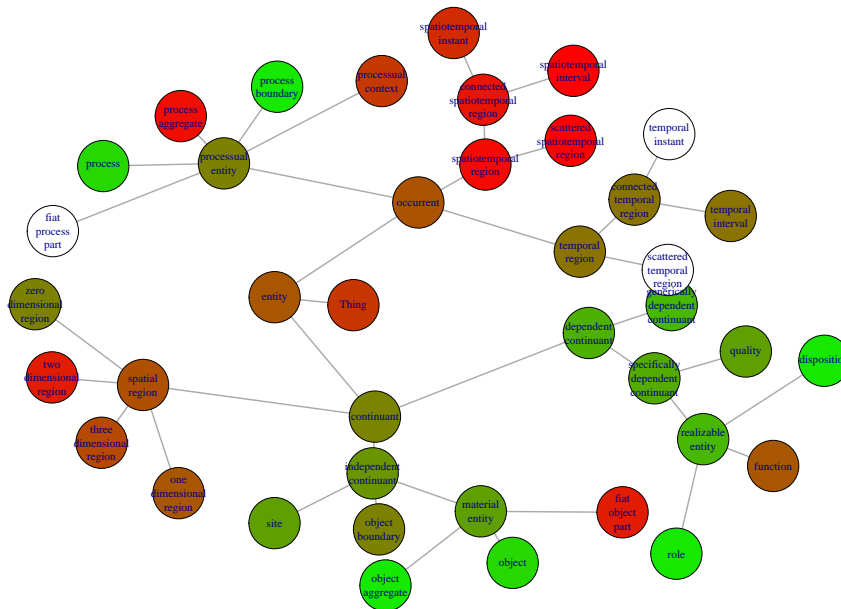 spatiotemporal
instant
processual
context
spatiotemporal
interval
process
boundary
connected
spatiotemporal
region
process
aggregate
temporal
instant
scattered
spatiotemporal
region
processual
entity
process
spatiotemporal
region
connected
temporal
region
occurrent
temporal
interval
fiat
process
part
temporal
region
scattered
temporal
region
entity
Thing
zero
dimensional
region
generically
dependent
continuant
dependent
continuant
quality
dispositi
two
dimensional
region
spatial
region
specifically
dependent
continuant
continuant
three
dimensional
region
realizable
entity
independent
continuant
function
one
dimensional
region
material
entity
fiat
object
part
site
object
boundary
object
role
object
aggregate